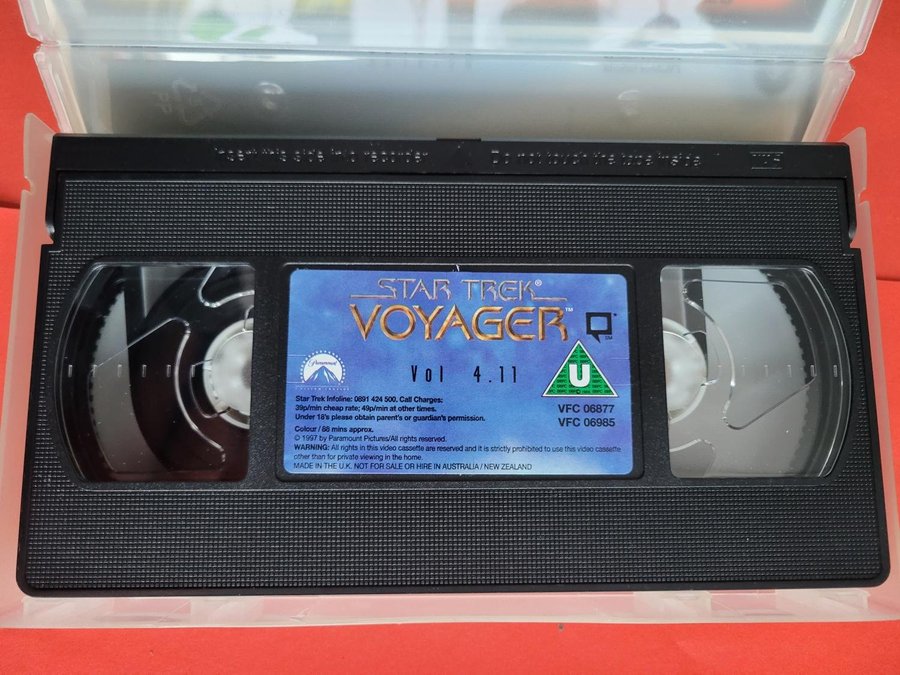 Insert this side into recorder Do not touch the tape inside VHS
STAR TREK®
VOYAGER™
SM
Paramount
Vol 4.11
U
Star Trek Infoline: 0891 424 500, Call Charges:
39p/min cheap rate; 49p/min at other times.
Under 18's please obtain parent's or guardian's permission.
VFC 06877
VFC 06985
Colour / 88 mins approx.
© 1997 by Paramount Pictures/All rights reserved.
WARNING: All rights in this video cassette are reserved and it is strictly prohibited to use this video cassette
other than for private viewing in the home.
MADE IN THE U.K. NOT FOR SALE OR HIRE IN AUSTRALIA / NEW ZEALAND